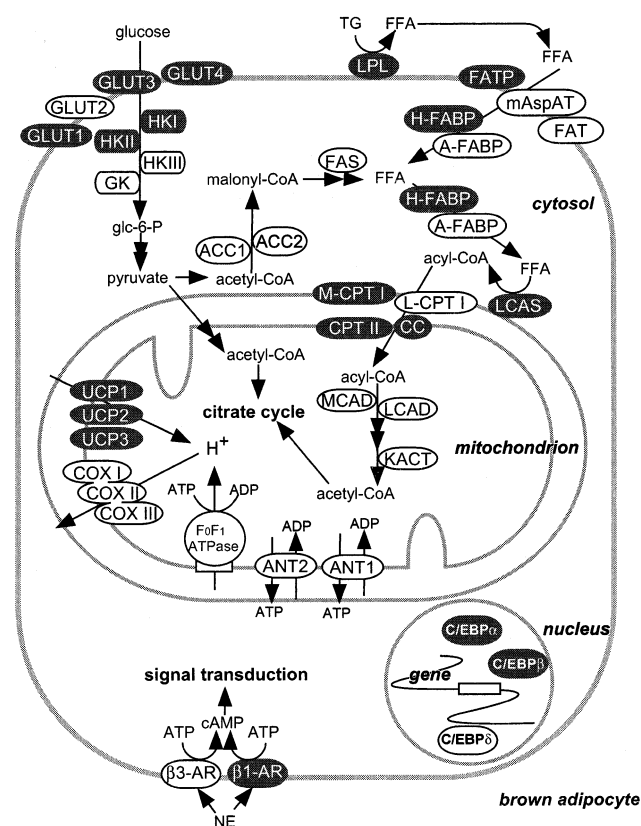 glucose
TG
FFA
FFA
GLUT3
GLUT4
LPL
FATP
GLUT2
mAspAT
GLUT1
HKI
H-FABP
FAT
HKII
A-FABP
HKIII
FAS
GK
malonyl-CoA
FFA
H-FABP
cytosol
glc-6-P
A-FABP
ACC1
ACC2
acyl-CoA
FFA
pyruvate
acetyl-CoA
M-CPT I
L-CPT I
LCAS
CPT II
CC
acetyl-CoA
acyl-CoA
UCP1
MCAD
LCAD
UCP2
citrate cycle
UCP3
H+
mitochondrion
KACT
COX I
COX II
COX III
ATP
ADP
acetyl-CoA
F0F1
ATPase
ADP
ADP
ANT2
ANT1
ATP
ATP
C/EBPα
nucleus
C/EBPβ
gene
signal transduction
cAMP
ATP
ATP
C/EBPδ
β3-AR
β1-AR
NE
brown adipocyte